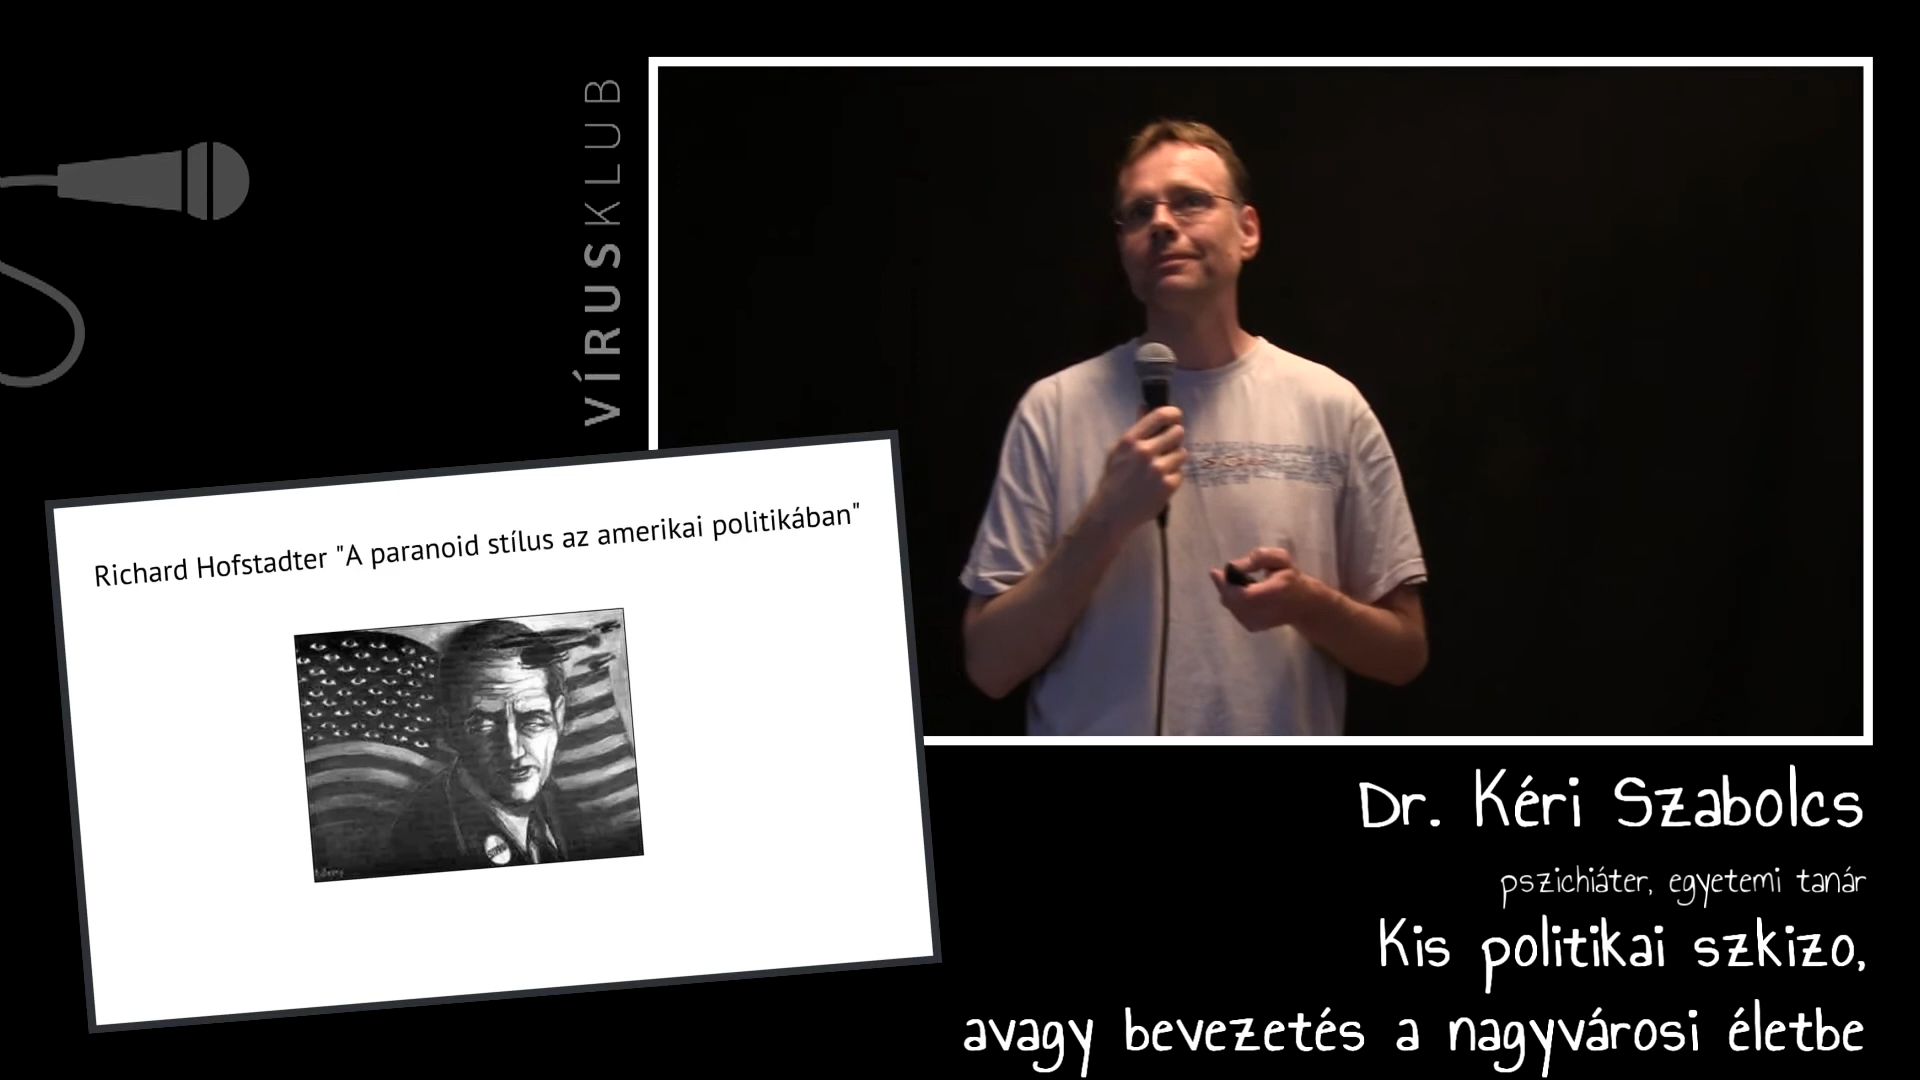 VÍRUSKLUB
Richard Hofstadter "A paranoid stílus az amerikai politikában"
Dr. Kéri Szabolcs
pszichiáter, egyetemi tanár
Kis politikai szkizo,
avagy bevezetés a nagyvárosi életbe